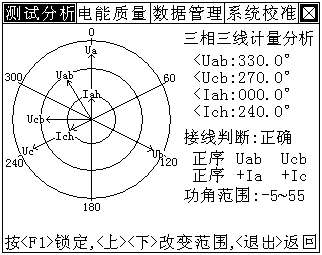 测试分析 电能质量 数据管理 系统校准
三相三线计量分析
<Uab:330.0°
<Ucb:270.0°
<Iah:000.0°
<Ich:240.0°
接线判断:正确
正序 Uab Ucb
正序 +Ia +Ic
功角范围:-5~55
0
Ua
300
Uab
60
Iah
Ucb
Ich
Uc
Ub
240
120
180
按<F1>锁定,<上><下>改变范围,<退出>返回